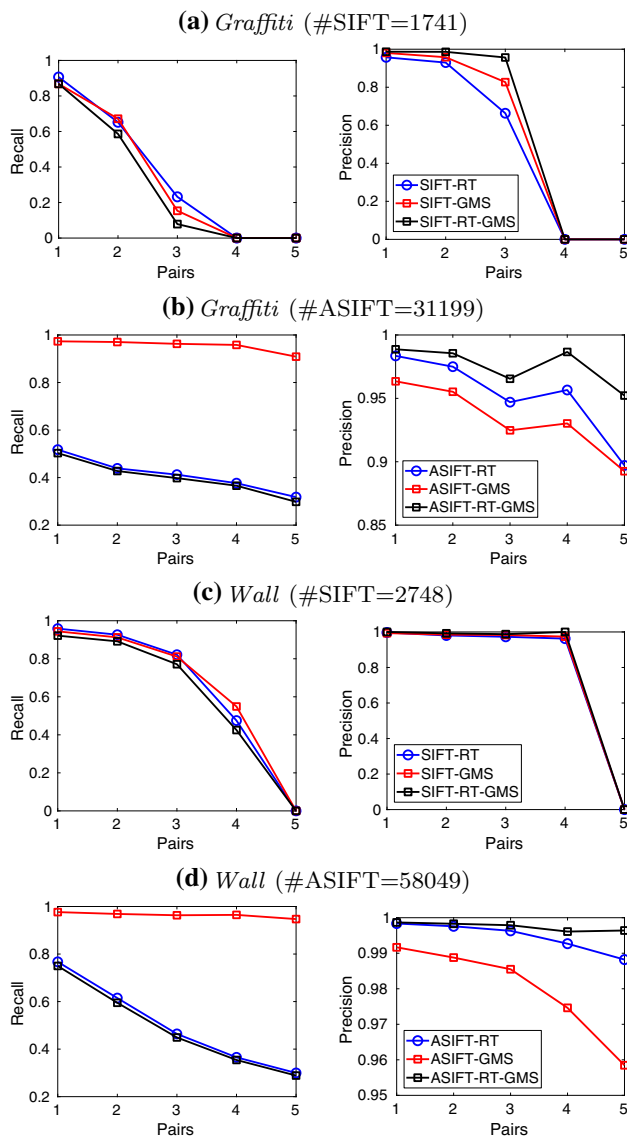 (a) Graffiti (#SIFT=1741)
1
0.8
0.6
0.4
0.2
0
1 2 3 4 5
Recall
Pairs
1
0.8
0.6
0.4
0.2
0
1 2 3 4 5
Precision
Pairs
SIFT-RT
SIFT-GMS
SIFT-RT-GMS
(b) Graffiti (#ASIFT=31199)
1
0.8
0.6
0.4
0.2
1 2 3 4 5
Recall
Pairs
1
0.95
0.9
0.85
1 2 3 4 5
Precision
Pairs
ASIFT-RT
ASIFT-GMS
ASIFT-RT-GMS
(c) Wall (#SIFT=2748)
1
0.8
0.6
0.4
0.2
0
1 2 3 4 5
Recall
Pairs
1
0.8
0.6
0.4
0.2
0
1 2 3 4 5
Precision
Pairs
SIFT-RT
SIFT-GMS
SIFT-RT-GMS
(d) Wall (#ASIFT=58049)
1
0.8
0.6
0.4
0.2
1 2 3 4 5
Recall
Pairs
1
0.99
0.98
0.97
0.96
0.95
1 2 3 4 5
Precision
Pairs
ASIFT-RT
ASIFT-GMS
ASIFT-RT-GMS